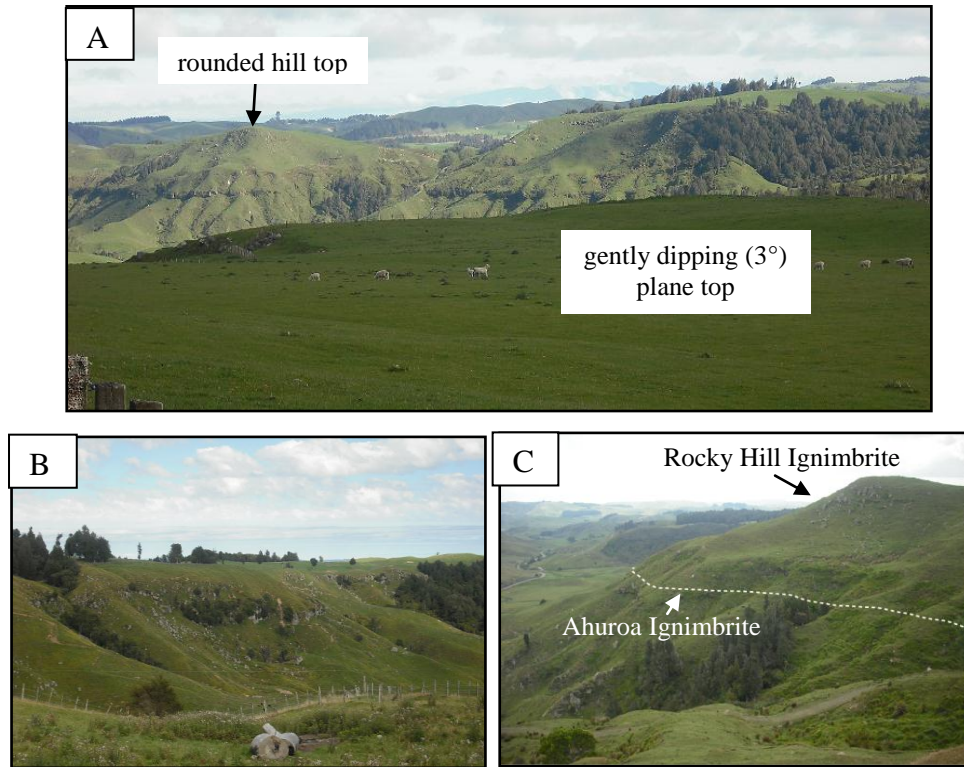 A
rounded hill top
gently dipping (3°)
plane top
B
C
Rocky Hill Ignimbrite
Ahuroa Ignimbrite